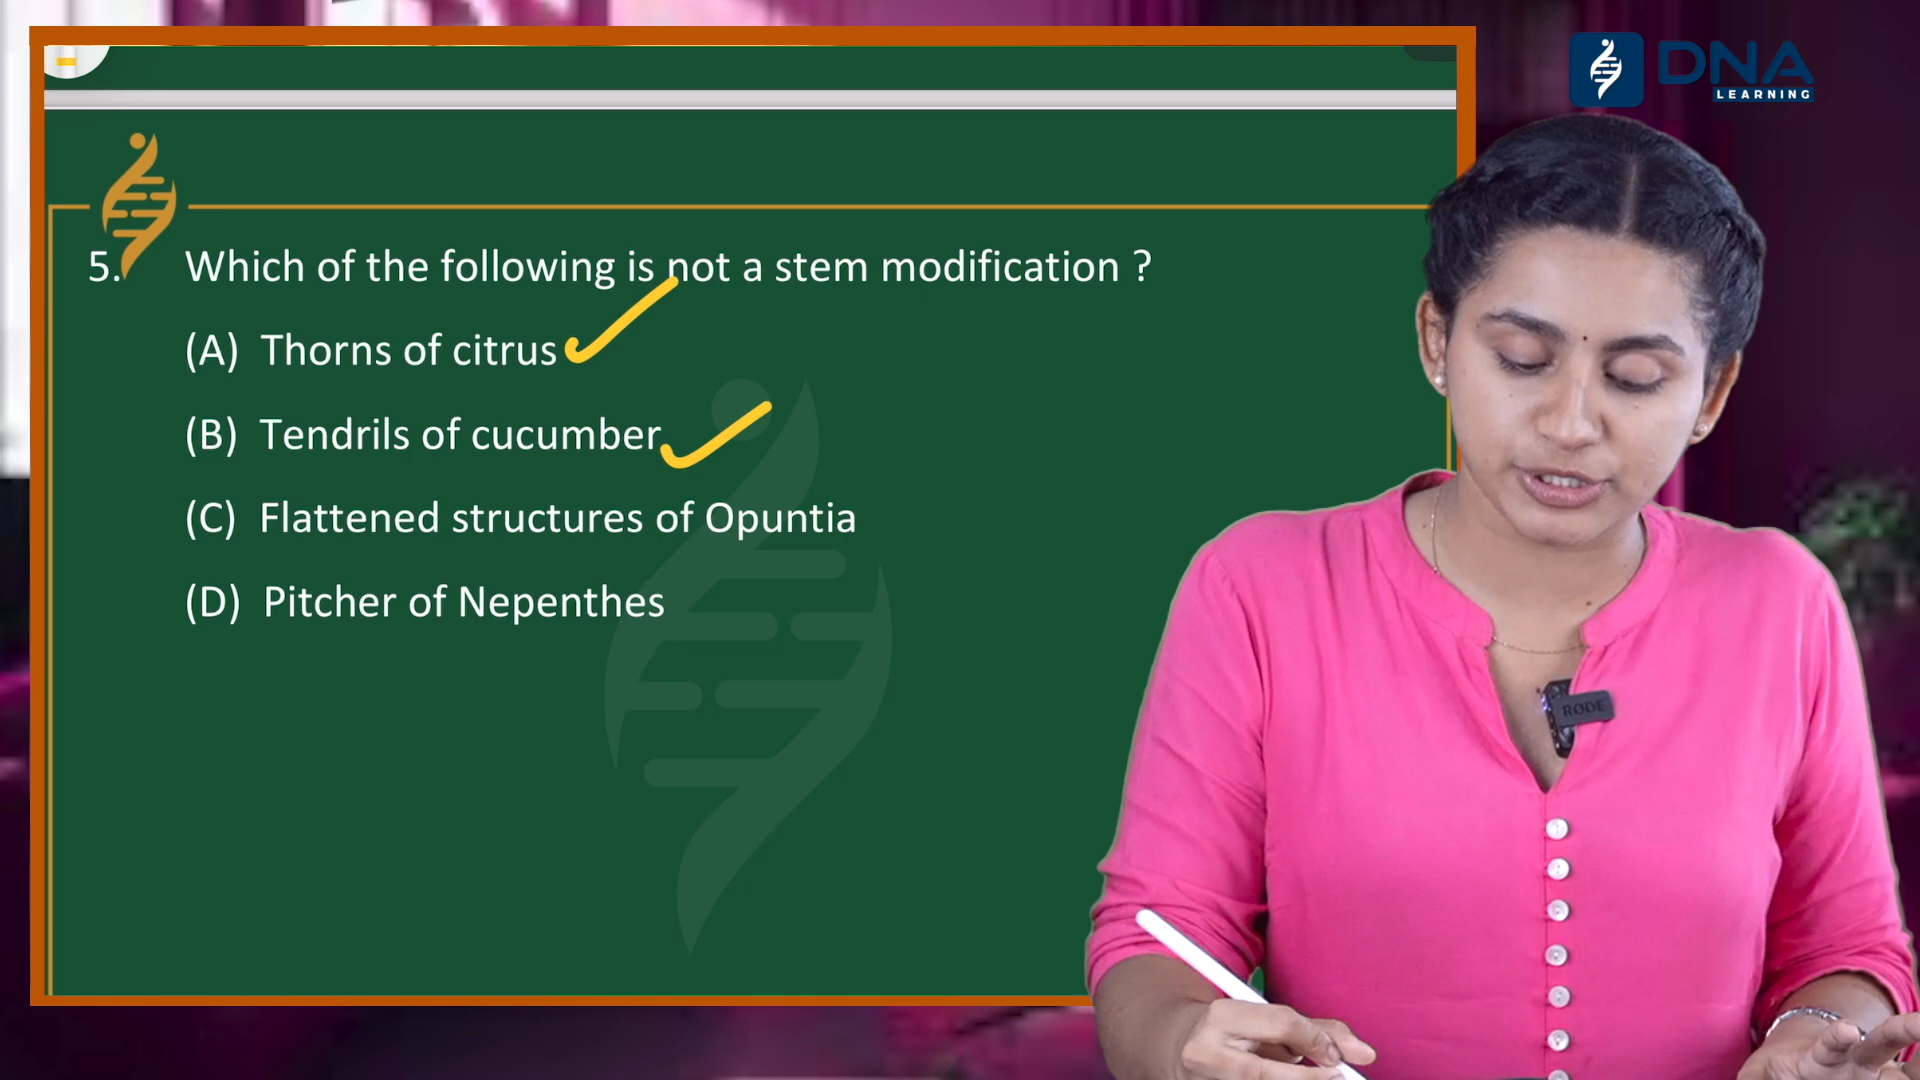 DNA
LEARNING
5. Which of the following is not a stem modification ?
(A) Thorns of citrus
(B) Tendrils of cucumber
(C) Flattened structures of Opuntia
(D) Pitcher of Nepenthes
RØDE